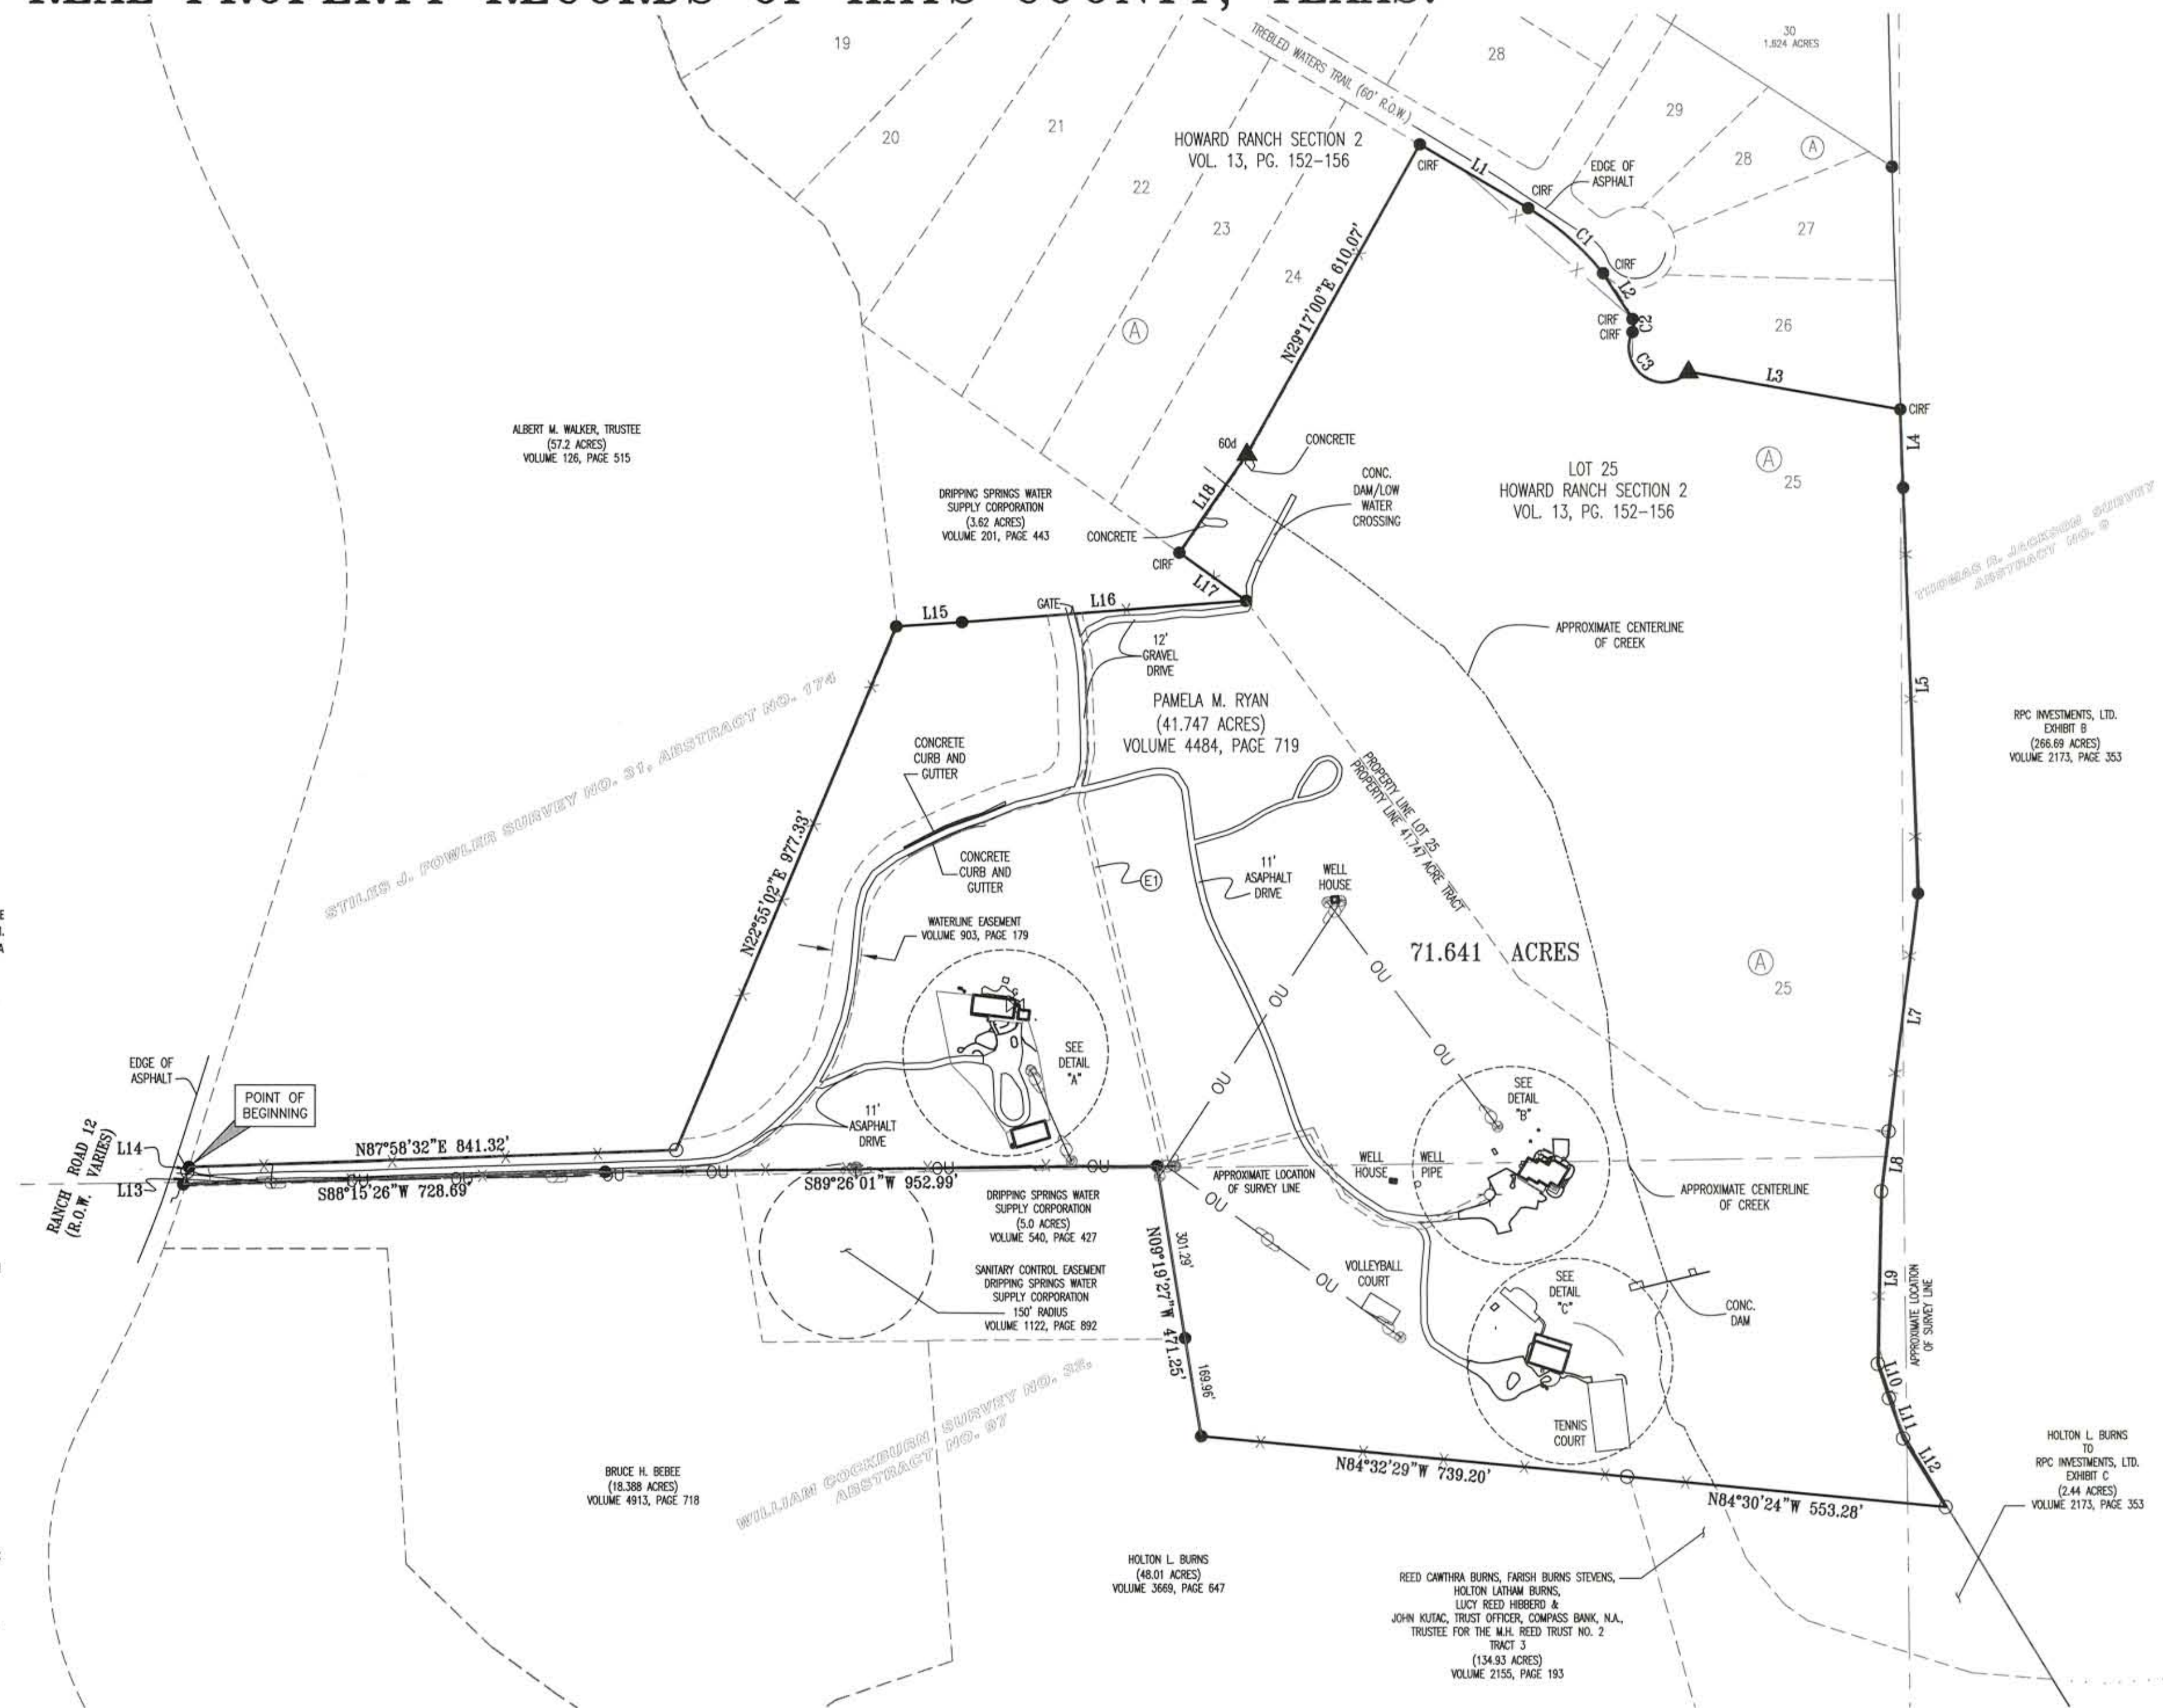 REAL PROPERTY RECORDS OF HAYS COUNTY, TEXAS.
19
20
21
22
23
24
HOWARD RANCH SECTION 2
VOL. 13, PG. 152-156
TREBLED WATERS TRAIL (60' R.O.W.)
28
30
1.624 ACRES
29
28
A
27
26
EDGE OF
ASPHALT
CIRF
L1
CIRF
C1
CIRF
L2
CIRF
C2
CIRF
C3
L3
CIRF
L4
A
N29°17'00"E 610.07'
60d
CONCRETE
L18
CONCRETE
CIRF
L17
CONC.
DAM/LOW
WATER
CROSSING
LOT 25
HOWARD RANCH SECTION 2
VOL. 13, PG. 152-156
A
25
THOMAS R. JACKSON SURVEY
ABSTRACT NO. 9
ALBERT M. WALKER, TRUSTEE
(57.2 ACRES)
VOLUME 126, PAGE 515
DRIPPING SPRINGS WATER
SUPPLY CORPORATION
(3.62 ACRES)
VOLUME 201, PAGE 443
GATE
L15
L16
12'
GRAVEL
DRIVE
APPROXIMATE CENTERLINE
OF CREEK
L5
STILES J. FOWLER SURVEY NO. 31, ABSTRACT NO. 174
PAMELA M. RYAN
(41.747 ACRES)
VOLUME 4484, PAGE 719
RPC INVESTMENTS, LTD.
EXHIBIT B
(266.69 ACRES)
VOLUME 2173, PAGE 353
CONCRETE
CURB AND
GUTTER
PROPERTY LINE LOT 25
PROPERTY LINE 41.747 ACRE TRACT
N22°55'02"E 977.33'
CONCRETE
CURB AND
GUTTER
E1
11'
ASAPHALT
DRIVE
WELL
HOUSE
WATERLINE EASEMENT
VOLUME 903, PAGE 179
71.641 ACRES
A
25
OU
OU
OU
OU
L7
SEE
DETAIL
"A"
SEE
DETAIL
"B"
EDGE OF
ASPHALT
POINT OF
BEGINNING
L14
L13
RANCH ROAD 12
(R.O.W. VARIES)
N87°58'32"E 841.32'
11'
ASAPHALT
DRIVE
OU
OU
OU
OU
OU
OU
S88°15'26"W 728.69'
S89°26'01"W 952.99'
APPROXIMATE LOCATION
OF SURVEY LINE
WELL
HOUSE
WELL
PIPE
APPROXIMATE CENTERLINE
OF CREEK
L8
DRIPPING SPRINGS WATER
SUPPLY CORPORATION
(5.0 ACRES)
VOLUME 540, PAGE 427
SANITARY CONTROL EASEMENT
DRIPPING SPRINGS WATER
SUPPLY CORPORATION
150' RADIUS
VOLUME 1122, PAGE 892
301.29'
N09°19'27"W 471.25'
169.96'
OU
OU
VOLLEYBALL
COURT
SEE
DETAIL
"C"
CONC.
DAM
L9
APPROXIMATE LOCATION
OF SURVEY LINE
L10
L11
L12
TENNIS
COURT
WILLIAM COCKBURN SURVEY NO. 35,
ABSTRACT NO. 97
N84°32'29"W 739.20'
N84°30'24"W 553.28'
BRUCE H. BEBEE
(18.388 ACRES)
VOLUME 4913, PAGE 718
HOLTON L. BURNS
TO
RPC INVESTMENTS, LTD.
EXHIBIT C
(2.44 ACRES)
VOLUME 2173, PAGE 353
HOLTON L. BURNS
(48.01 ACRES)
VOLUME 3669, PAGE 647
REED CAWTHRA BURNS, FARISH BURNS STEVENS,
HOLTON LATHAM BURNS,
LUCY REED HIBBERD &
JOHN KUTAC, TRUST OFFICER, COMPASS BANK, N.A.,
TRUSTEE FOR THE M.H. REED TRUST NO. 2
TRACT 3
(134.93 ACRES)
VOLUME 2155, PAGE 193